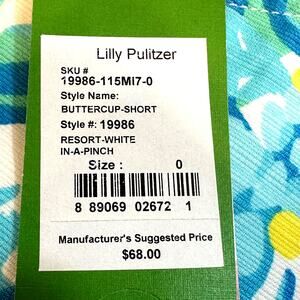 Lilly Pulitzer
SKU #
19986-115MI7-0
Style Name:
BUTTERCUP-SHORT
Style #: 19986
RESORT-WHITE
IN-A-PINCH
Size : 0
8 89069 02672 1
Manufacturer's Suggested Price
$68.00